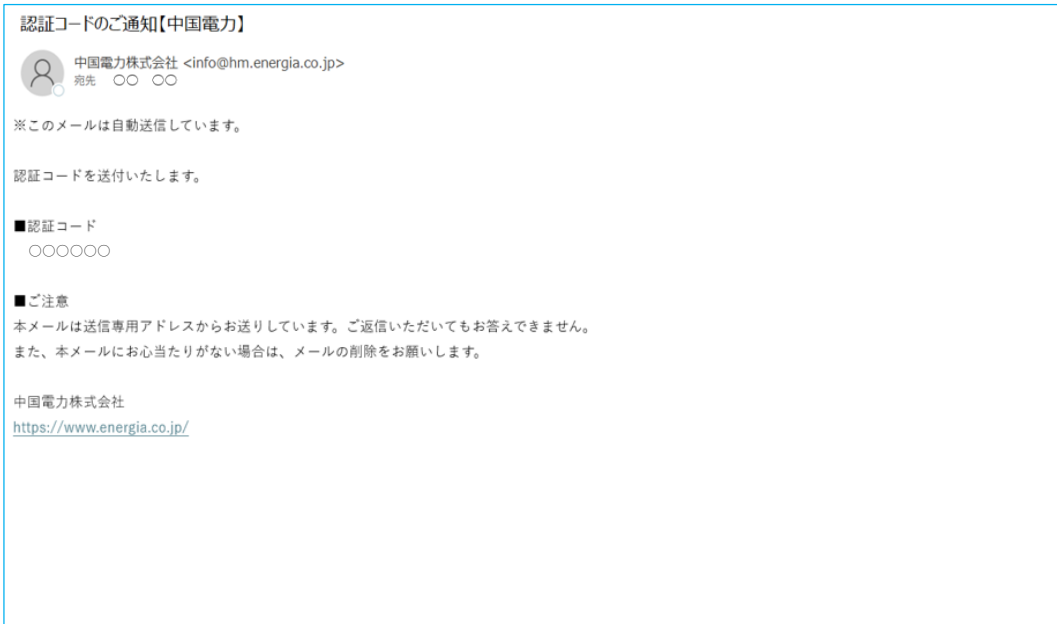 認証コードのご通知【中国電力】
中国電力株式会社 <info@hm.energia.co.jp>
宛先 ○○ ○○
※このメールは自動送信しています。
認証コードを送付いたします。
■認証コード
○○○○○○
■ご注意
本メールは送信専用アドレスからお送りしています。ご返信いただいてもお答えできません。
また、本メールにお心当たりがない場合は、メールの削除をお願いします。
中国電力株式会社
https://www.energia.co.jp/